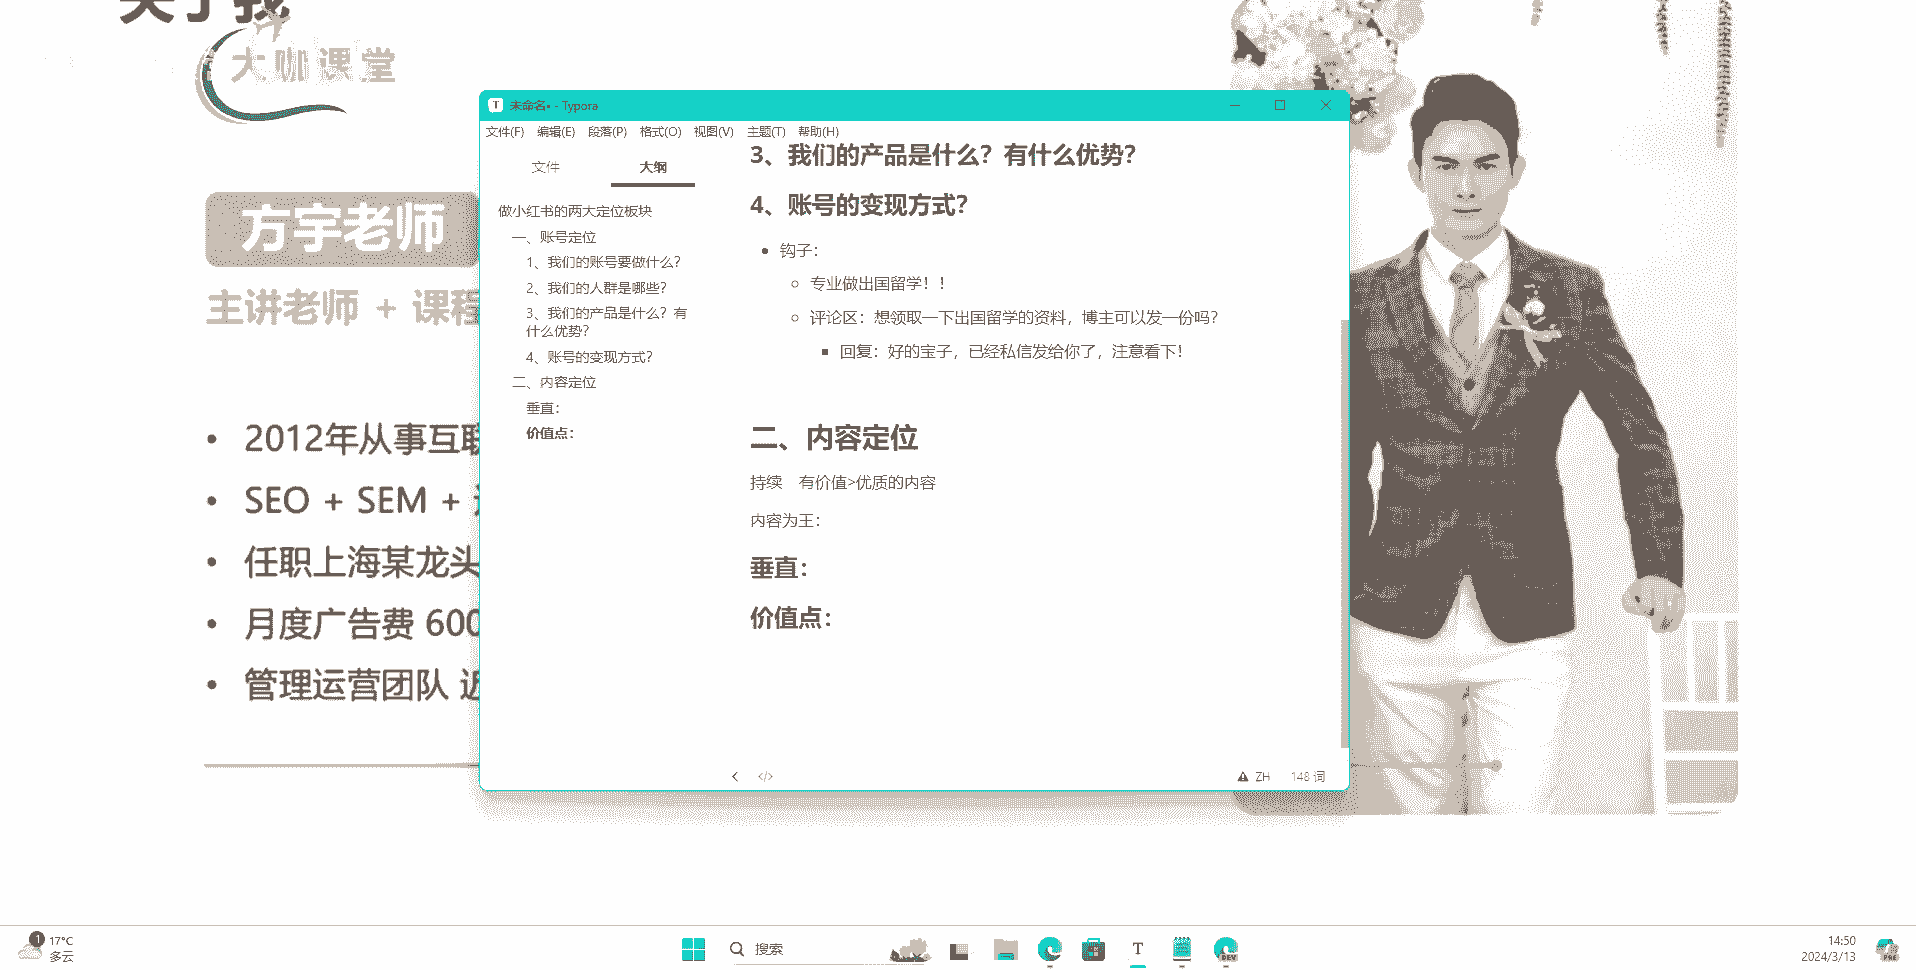 关于我
大咖课堂
方宇老师
主讲老师 + 课程
• 2012年从事互联
• SEO + SEM +
• 任职上海某龙头
• 月度广告费 600
• 管理运营团队 近
T 未命名• - Typora
文件(F) 编辑(E) 段落(P) 格式(O) 视图(V) 主题(T) 帮助(H)
文件 大纲
做小红书的两大定位板块
一、账号定位
1、我们的账号要做什么？
2、我们的人群是哪些？
3、我们的产品是什么？有
什么优势？
4、账号的变现方式？
二、内容定位
垂直：
价值点：
3、我们的产品是什么？有什么优势？
4、账号的变现方式？
• 钩子：
专业做出国留学！！
评论区：想领取一下出国留学的资料，博主可以发一份吗？
回复：好的宝子，已经私信发给你了，注意看下！
二、内容定位
持续 有价值>优质的内容
内容为王：
垂直：
价值点：
</> ZH 148 词
1 17°C
多云
搜索
T
DEV
14:50
2024/3/13
PRE